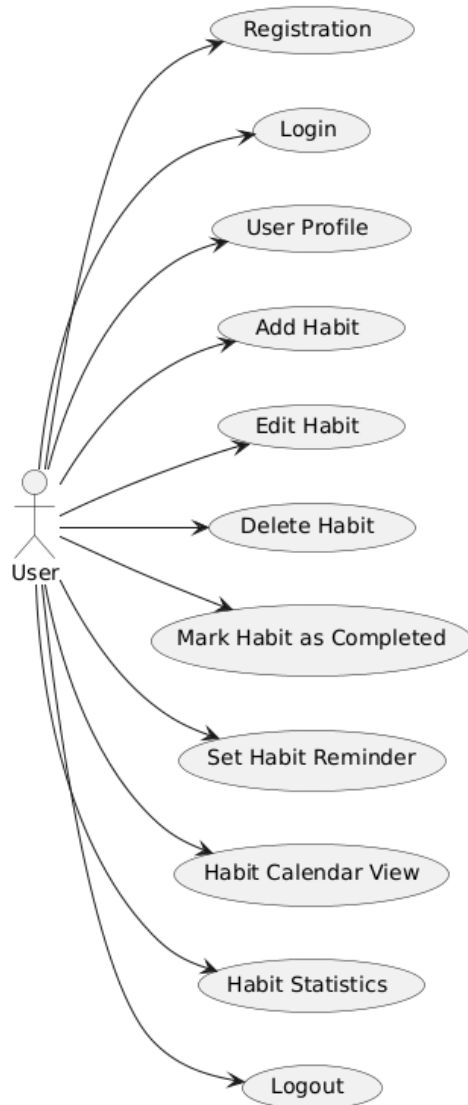 Registration
Login
User Profile
Add Habit
Edit Habit
Delete Habit
User
Mark Habit as Completed
Set Habit Reminder
Habit Calendar View
Habit Statistics
Logout